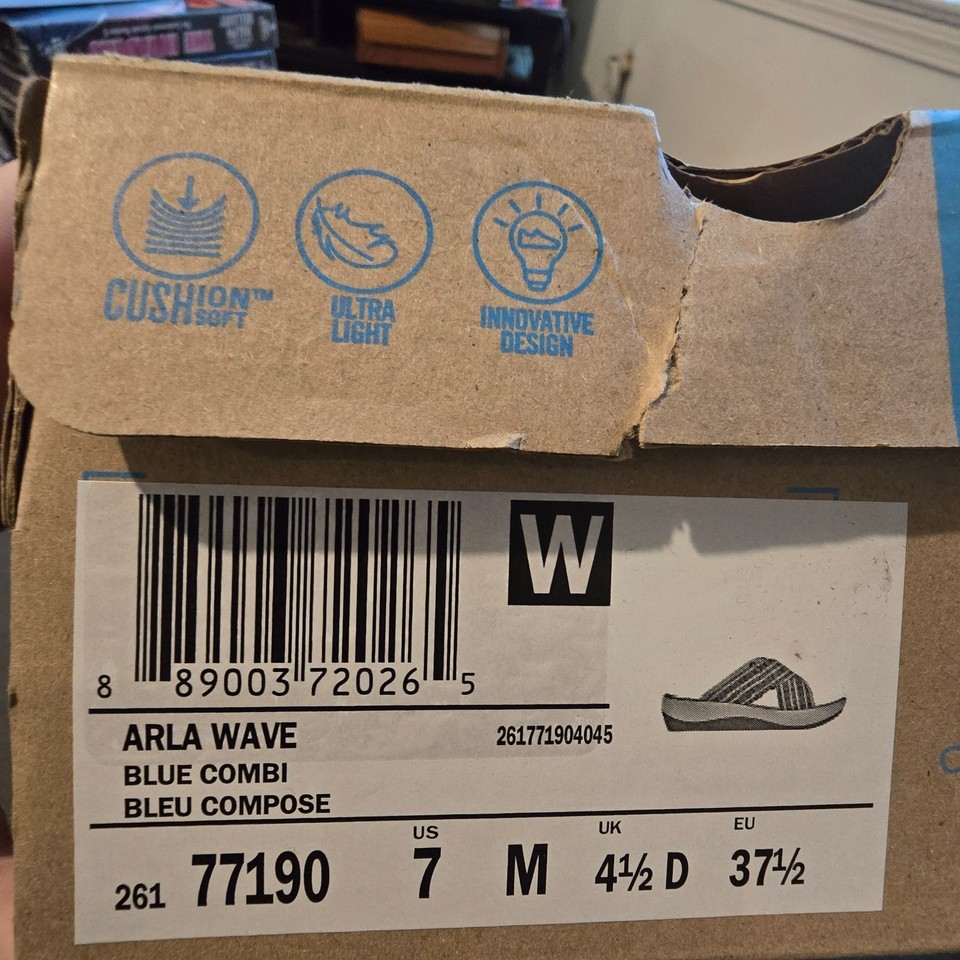 CUSHION™
SOFT
ULTRA
LIGHT
INNOVATIVE
DESIGN
W
8 89003 72026 5
ARLA WAVE
261771904045
BLUE COMBI
BLEU COMPOSE
US
UK
EU
261 77190 7 M 4½ D 37½